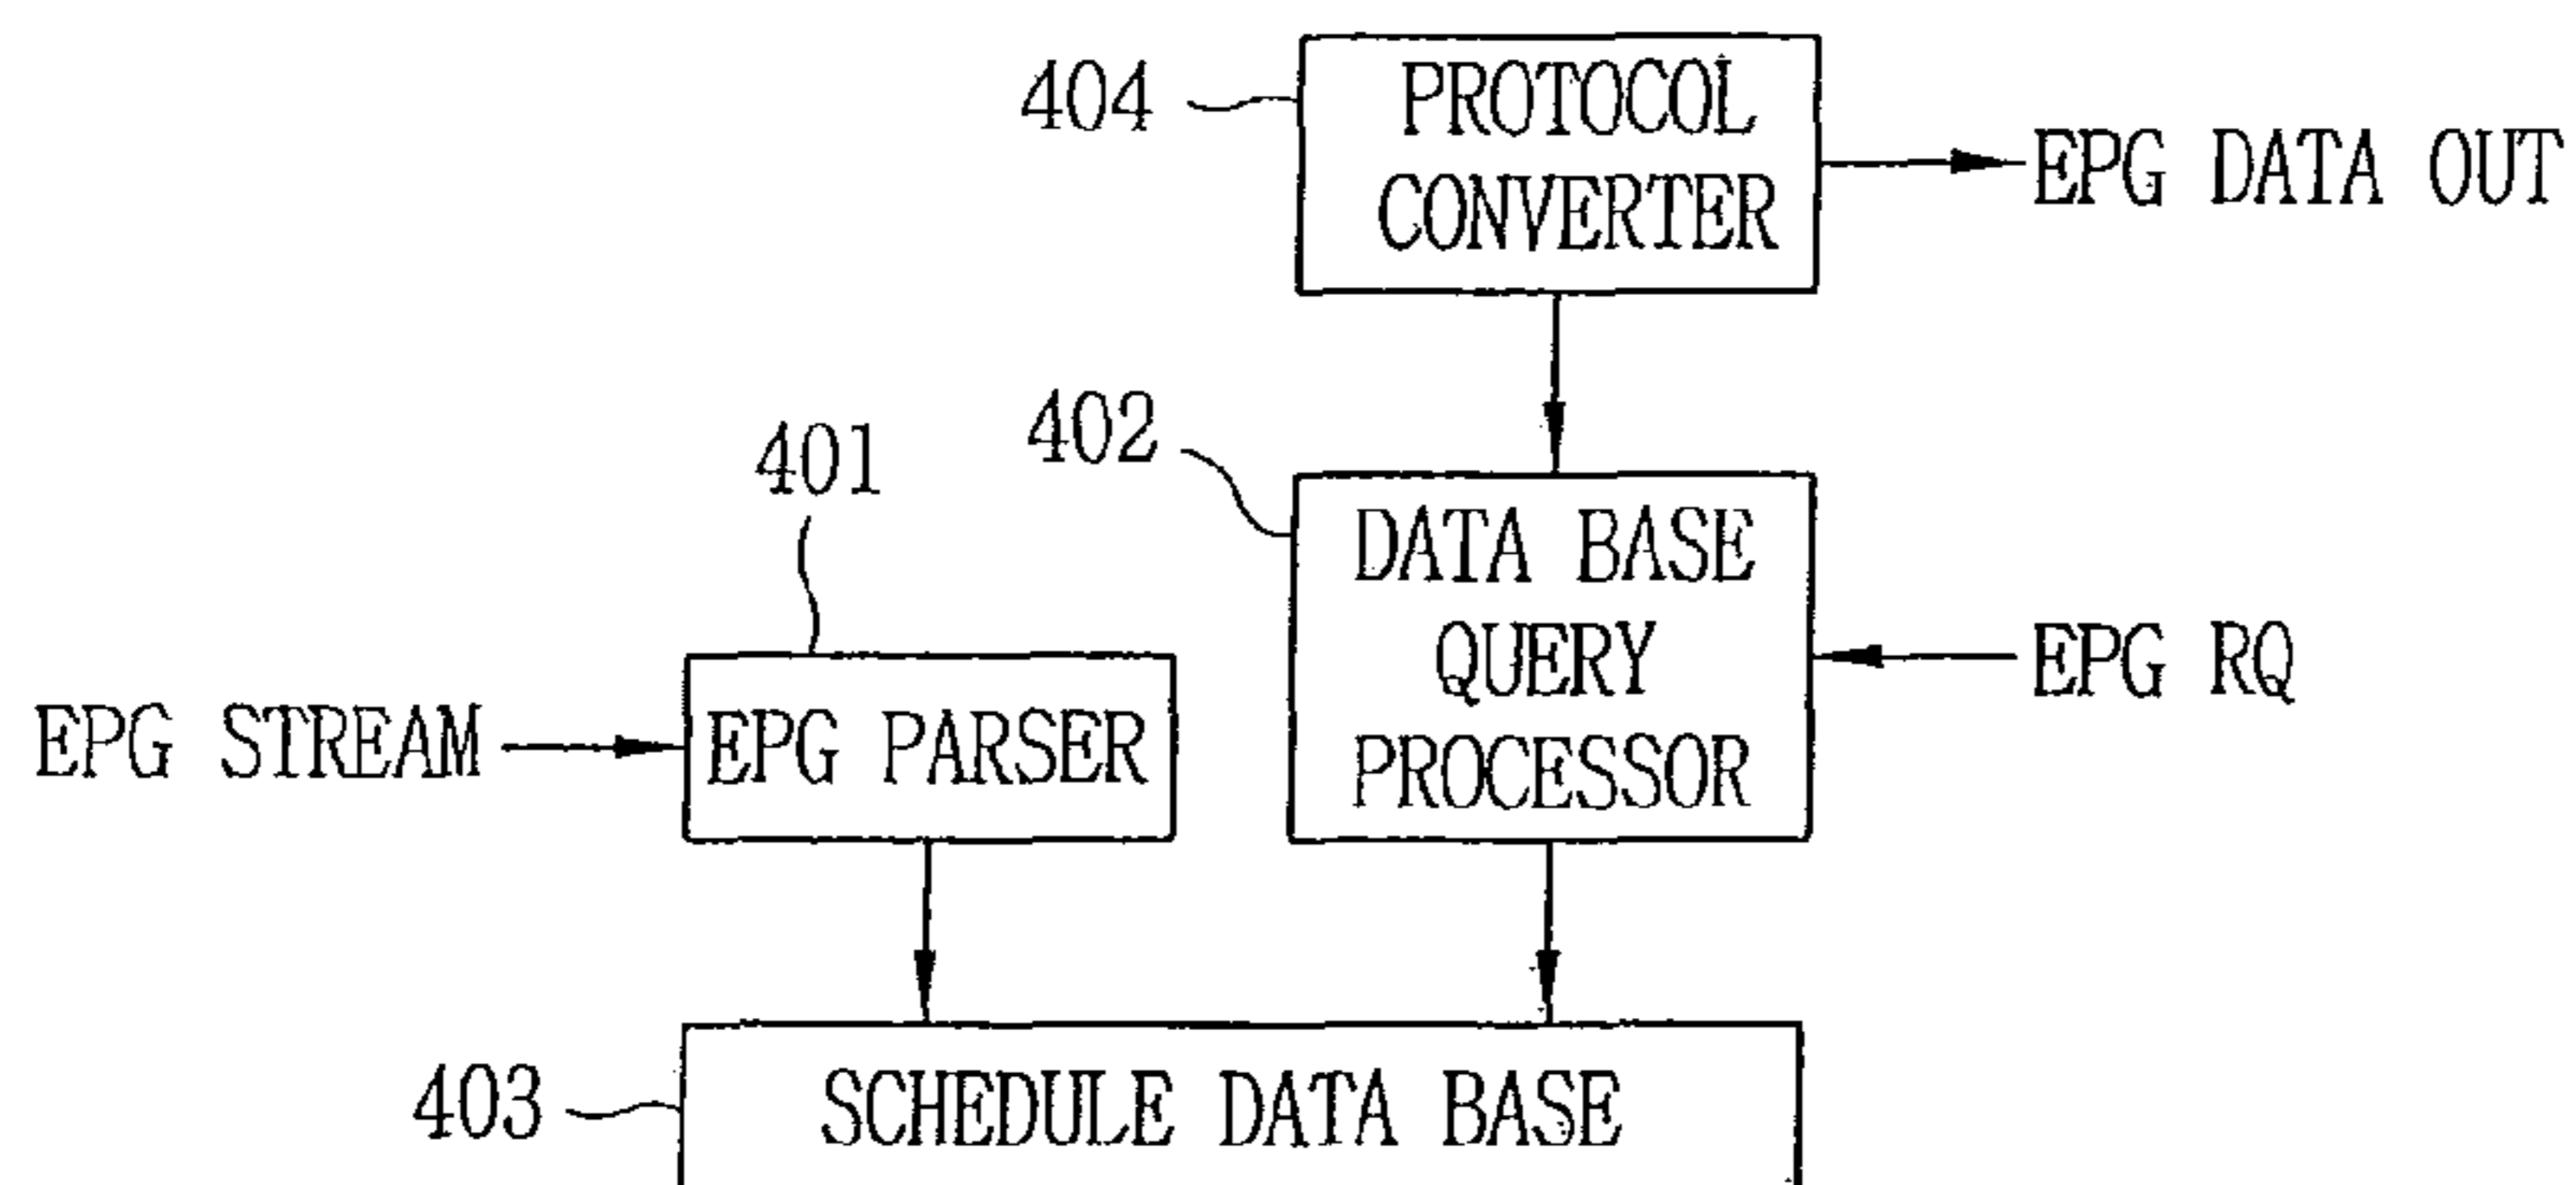 404
PROTOCOL
CONVERTER
EPG DATA OUT
402
401
DATA BASE
QUERY
PROCESSOR
EPG RQ
EPG STREAM
EPG PARSER
403
SCHEDULE DATA BASE